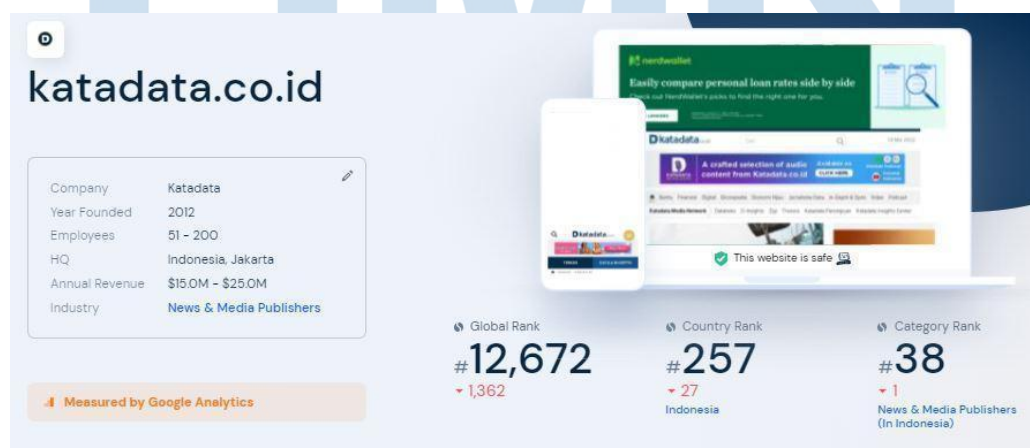 katadata.co.id
Company Katadata
Year Founded 2012
Employees 51 - 200
HQ Indonesia, Jakarta
Annual Revenue $15.0M - $25.0M
Industry News & Media Publishers
Measured by Google Analytics
nerdwallet
Easily compare personal loan rates side by side
Check out NerdWallet's picks to find the right one for you.
Dkatadata
A crafted selection of audio
content from Katadata.co.id
CLICK HERE
Dkatadata
This website is safe
Global Rank
#12,672
1,362
Country Rank
#257
27
Indonesia
Category Rank
#38
1
News & Media Publishers
(In Indonesia)